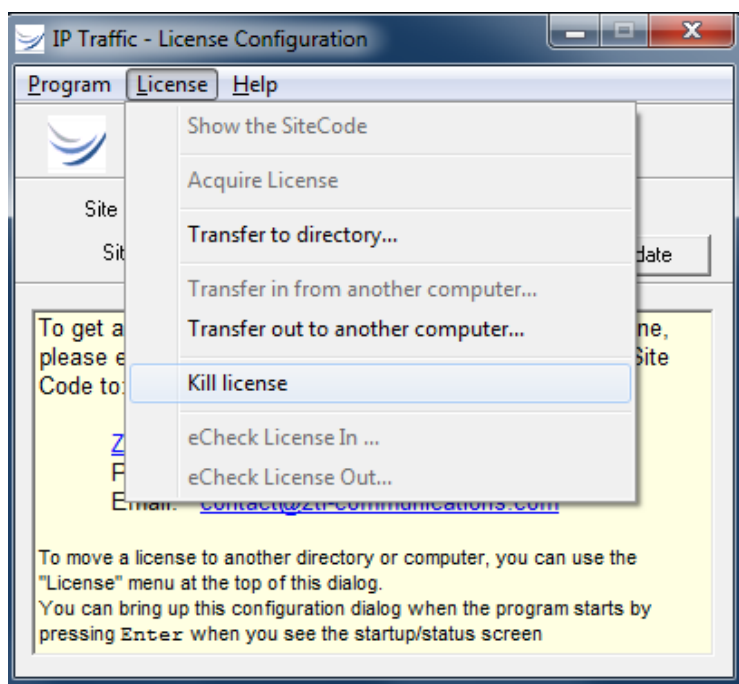 IP Traffic - License Configuration
Program License Help
Show the SiteCode
Acquire License
Site
Transfer to directory...
Sit
date
Transfer in from another computer...
To get a
ne,
Transfer out to another computer...
please e
Site
Code to:
Kill license
eCheck License In ...
eCheck License Out...
Email: contact@zti-communications.com
To move a license to another directory or computer, you can use the
"License" menu at the top of this dialog.
You can bring up this configuration dialog when the program starts by
pressing Enter when you see the startup/status screen